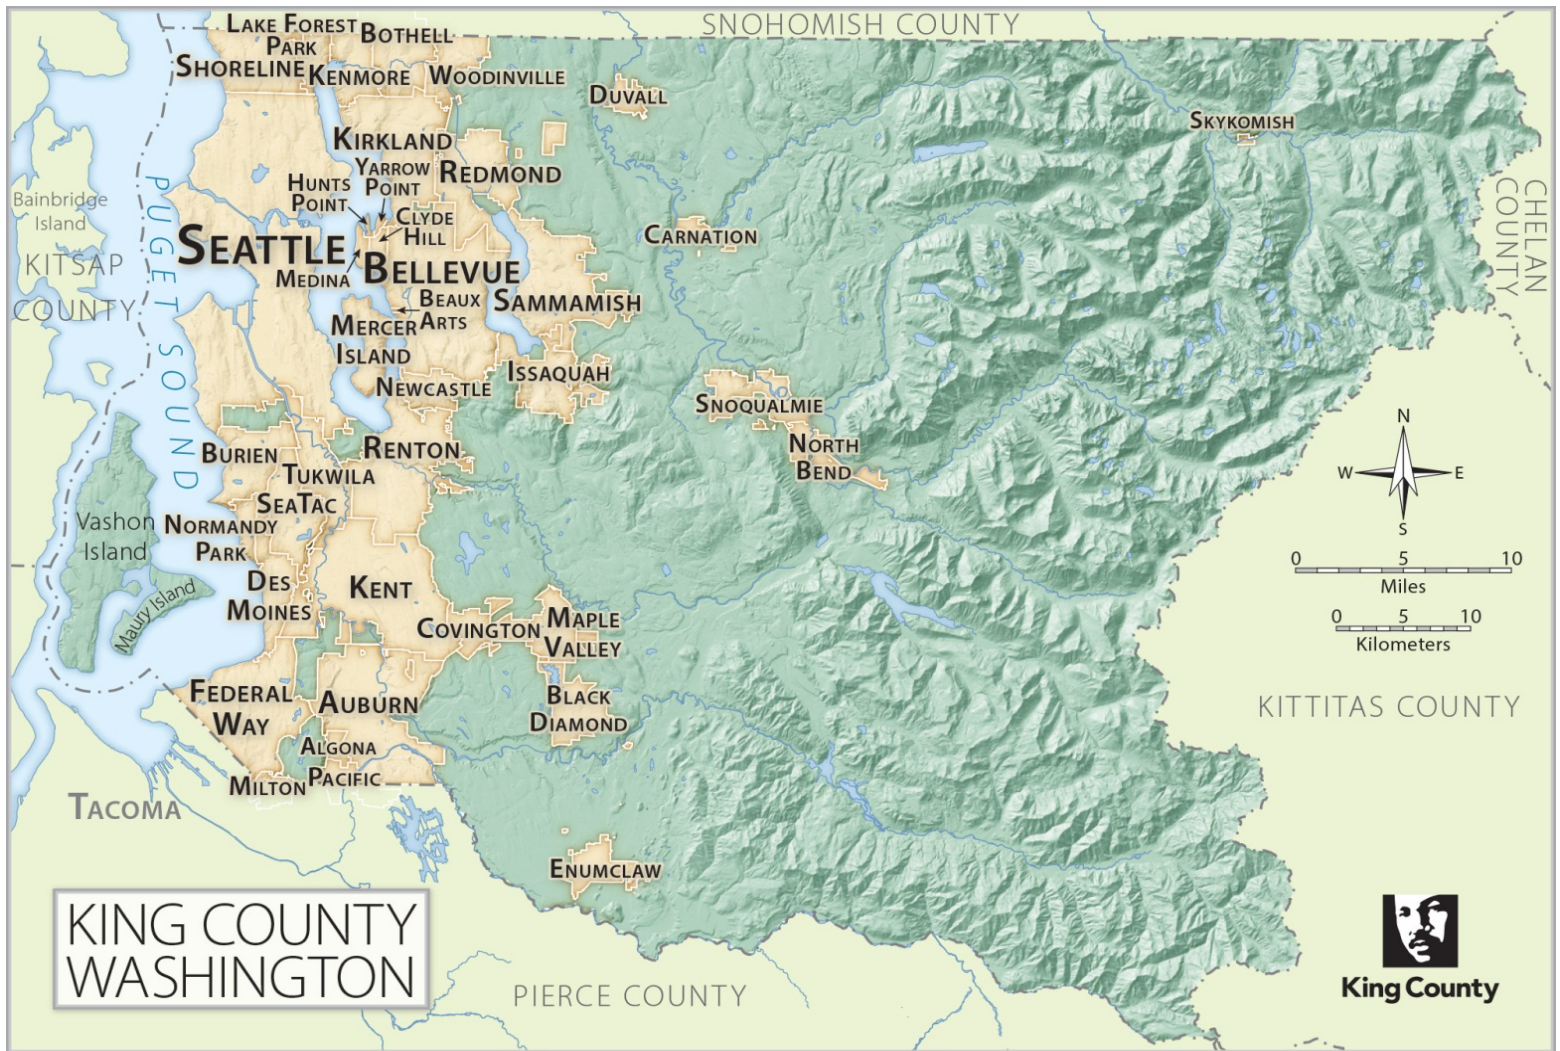 SNOHOMISH COUNTY
LAKE FOREST
PARK
BOTHELL
SHORELINE
KENMORE
WOODINVILLE
DUVALL
SKYKOMISH
KIRKLAND
YARROW
POINT
REDMOND
HUNTS
POINT
CLYDE
HILL
Bainbridge
Island
KITSAP
COUNTY
PUGET SOUND
SEATTLE
MEDINA
BELLEVUE
CARNATION
CHELAN
COUNTY
BEAUX
ARTS
SAMMAMISH
MERCER
ISLAND
NEWCASTLE
ISSAQUAH
SNOQUALMIE
NORTH
BEND
BURIEN
RENTON
TUKWILA
SEATAC
NORMANDY
PARK
Vashon
Island
Maury Island
DES
MOINES
KENT
COVINGTON
MAPLE
VALLEY
N
W
E
S
0 5 10
Miles
0 5 10
Kilometers
KITTITAS COUNTY
FEDERAL
WAY
AUBURN
BLACK
DIAMOND
ALGONA
PACIFIC
MILTON
TACOMA
ENUMCLAW
KING COUNTY
WASHINGTON
PIERCE COUNTY
King County